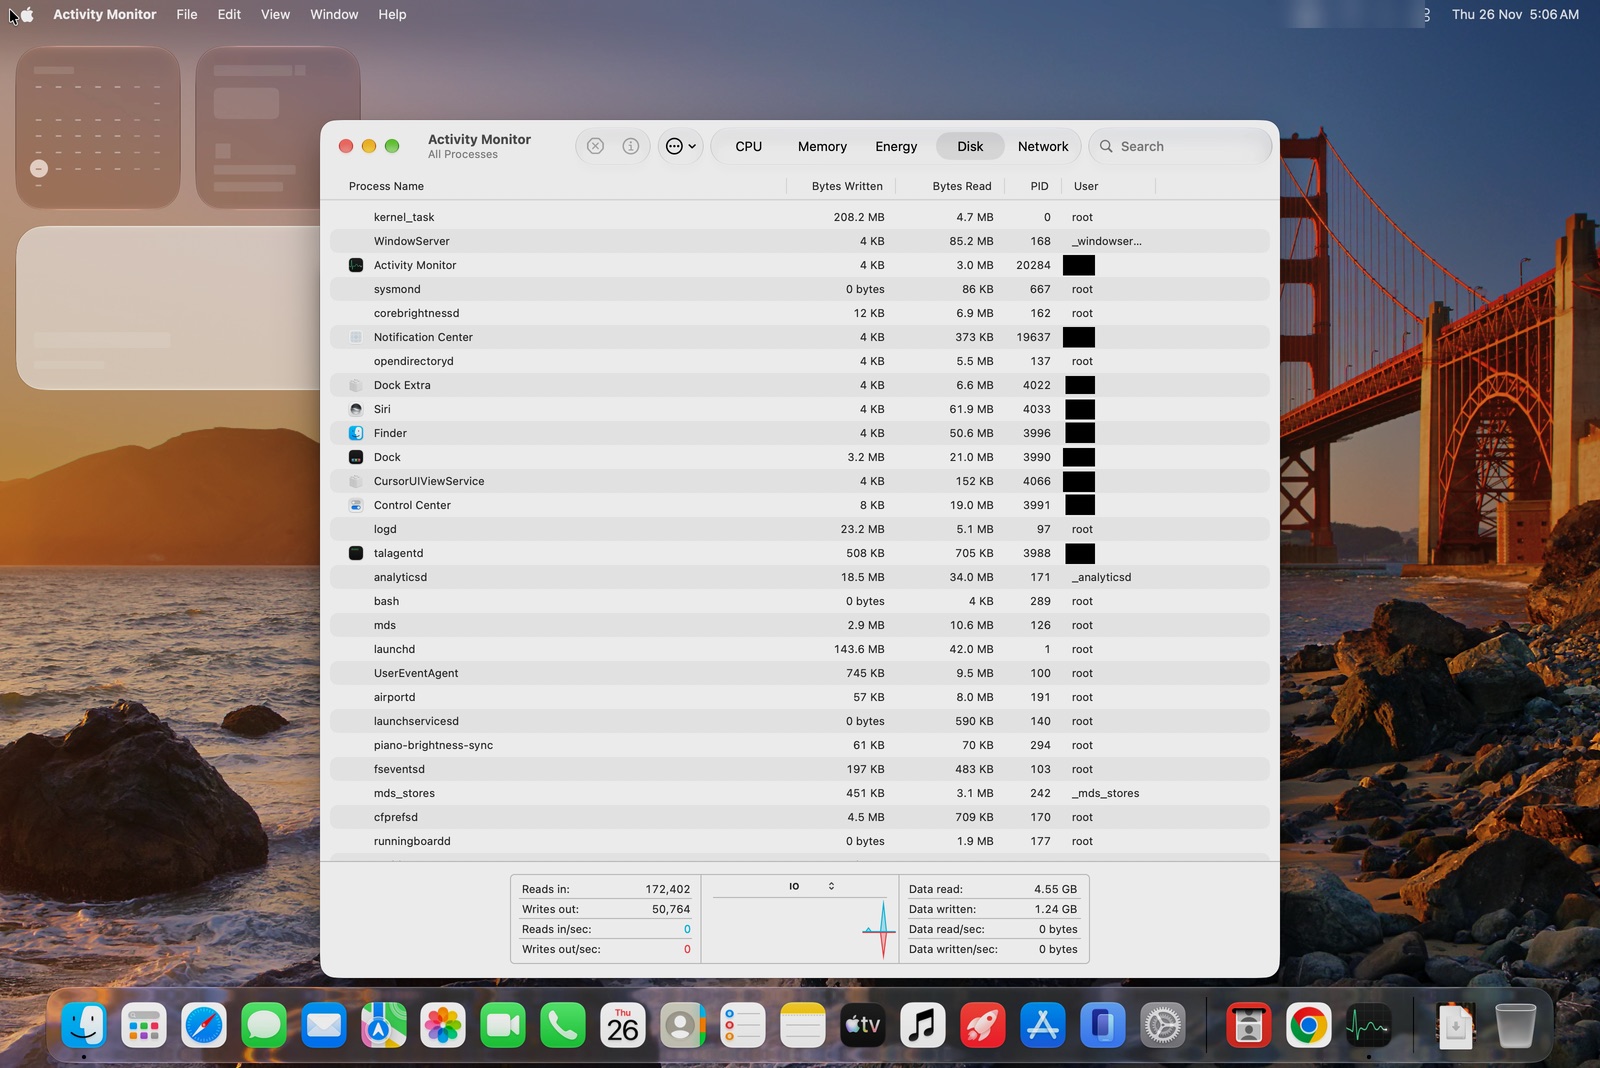 Activity Monitor File Edit View Window Help Thu 26 Nov 5:06 AM
Activity Monitor
All Processes
CPU Memory Energy Disk Network Search
Process Name Bytes Written Bytes Read PID User
kernel_task 208.2 MB 4.7 MB 0 root
WindowServer 4 KB 85.2 MB 168 _windowser...
Activity Monitor 4 KB 3.0 MB 20284
sysmond 0 bytes 86 KB 667 root
corebrightnessd 12 KB 6.9 MB 162 root
Notification Center 4 KB 373 KB 19637
opendirectoryd 4 KB 5.5 MB 137 root
Dock Extra 4 KB 6.6 MB 4022
Siri 4 KB 61.9 MB 4033
Finder 4 KB 50.6 MB 3996
Dock 3.2 MB 21.0 MB 3990
CursorUIViewService 4 KB 152 KB 4066
Control Center 8 KB 19.0 MB 3991
logd 23.2 MB 5.1 MB 97 root
talagentd 508 KB 705 KB 3988
analyticsd 18.5 MB 34.0 MB 171 _analyticsd
bash 0 bytes 4 KB 289 root
mds 2.9 MB 10.6 MB 126 root
launchd 143.6 MB 42.0 MB 1 root
UserEventAgent 745 KB 9.5 MB 100 root
airportd 57 KB 8.0 MB 191 root
launchservicesd 0 bytes 590 KB 140 root
piano-brightness-sync 61 KB 70 KB 294 root
fseventsd 197 KB 483 KB 103 root
mds_stores 451 KB 3.1 MB 242 _mds_stores
cfprefsd 4.5 MB 709 KB 170 root
runningboardd 0 bytes 1.9 MB 177 root
Reads in: 172,402 IO Data read: 4.55 GB
Writes out: 50,764 Data written: 1.24 GB
Reads in/sec: 0 Data read/sec: 0 bytes
Writes out/sec: 0 Data written/sec: 0 bytes
Thu
26
tv